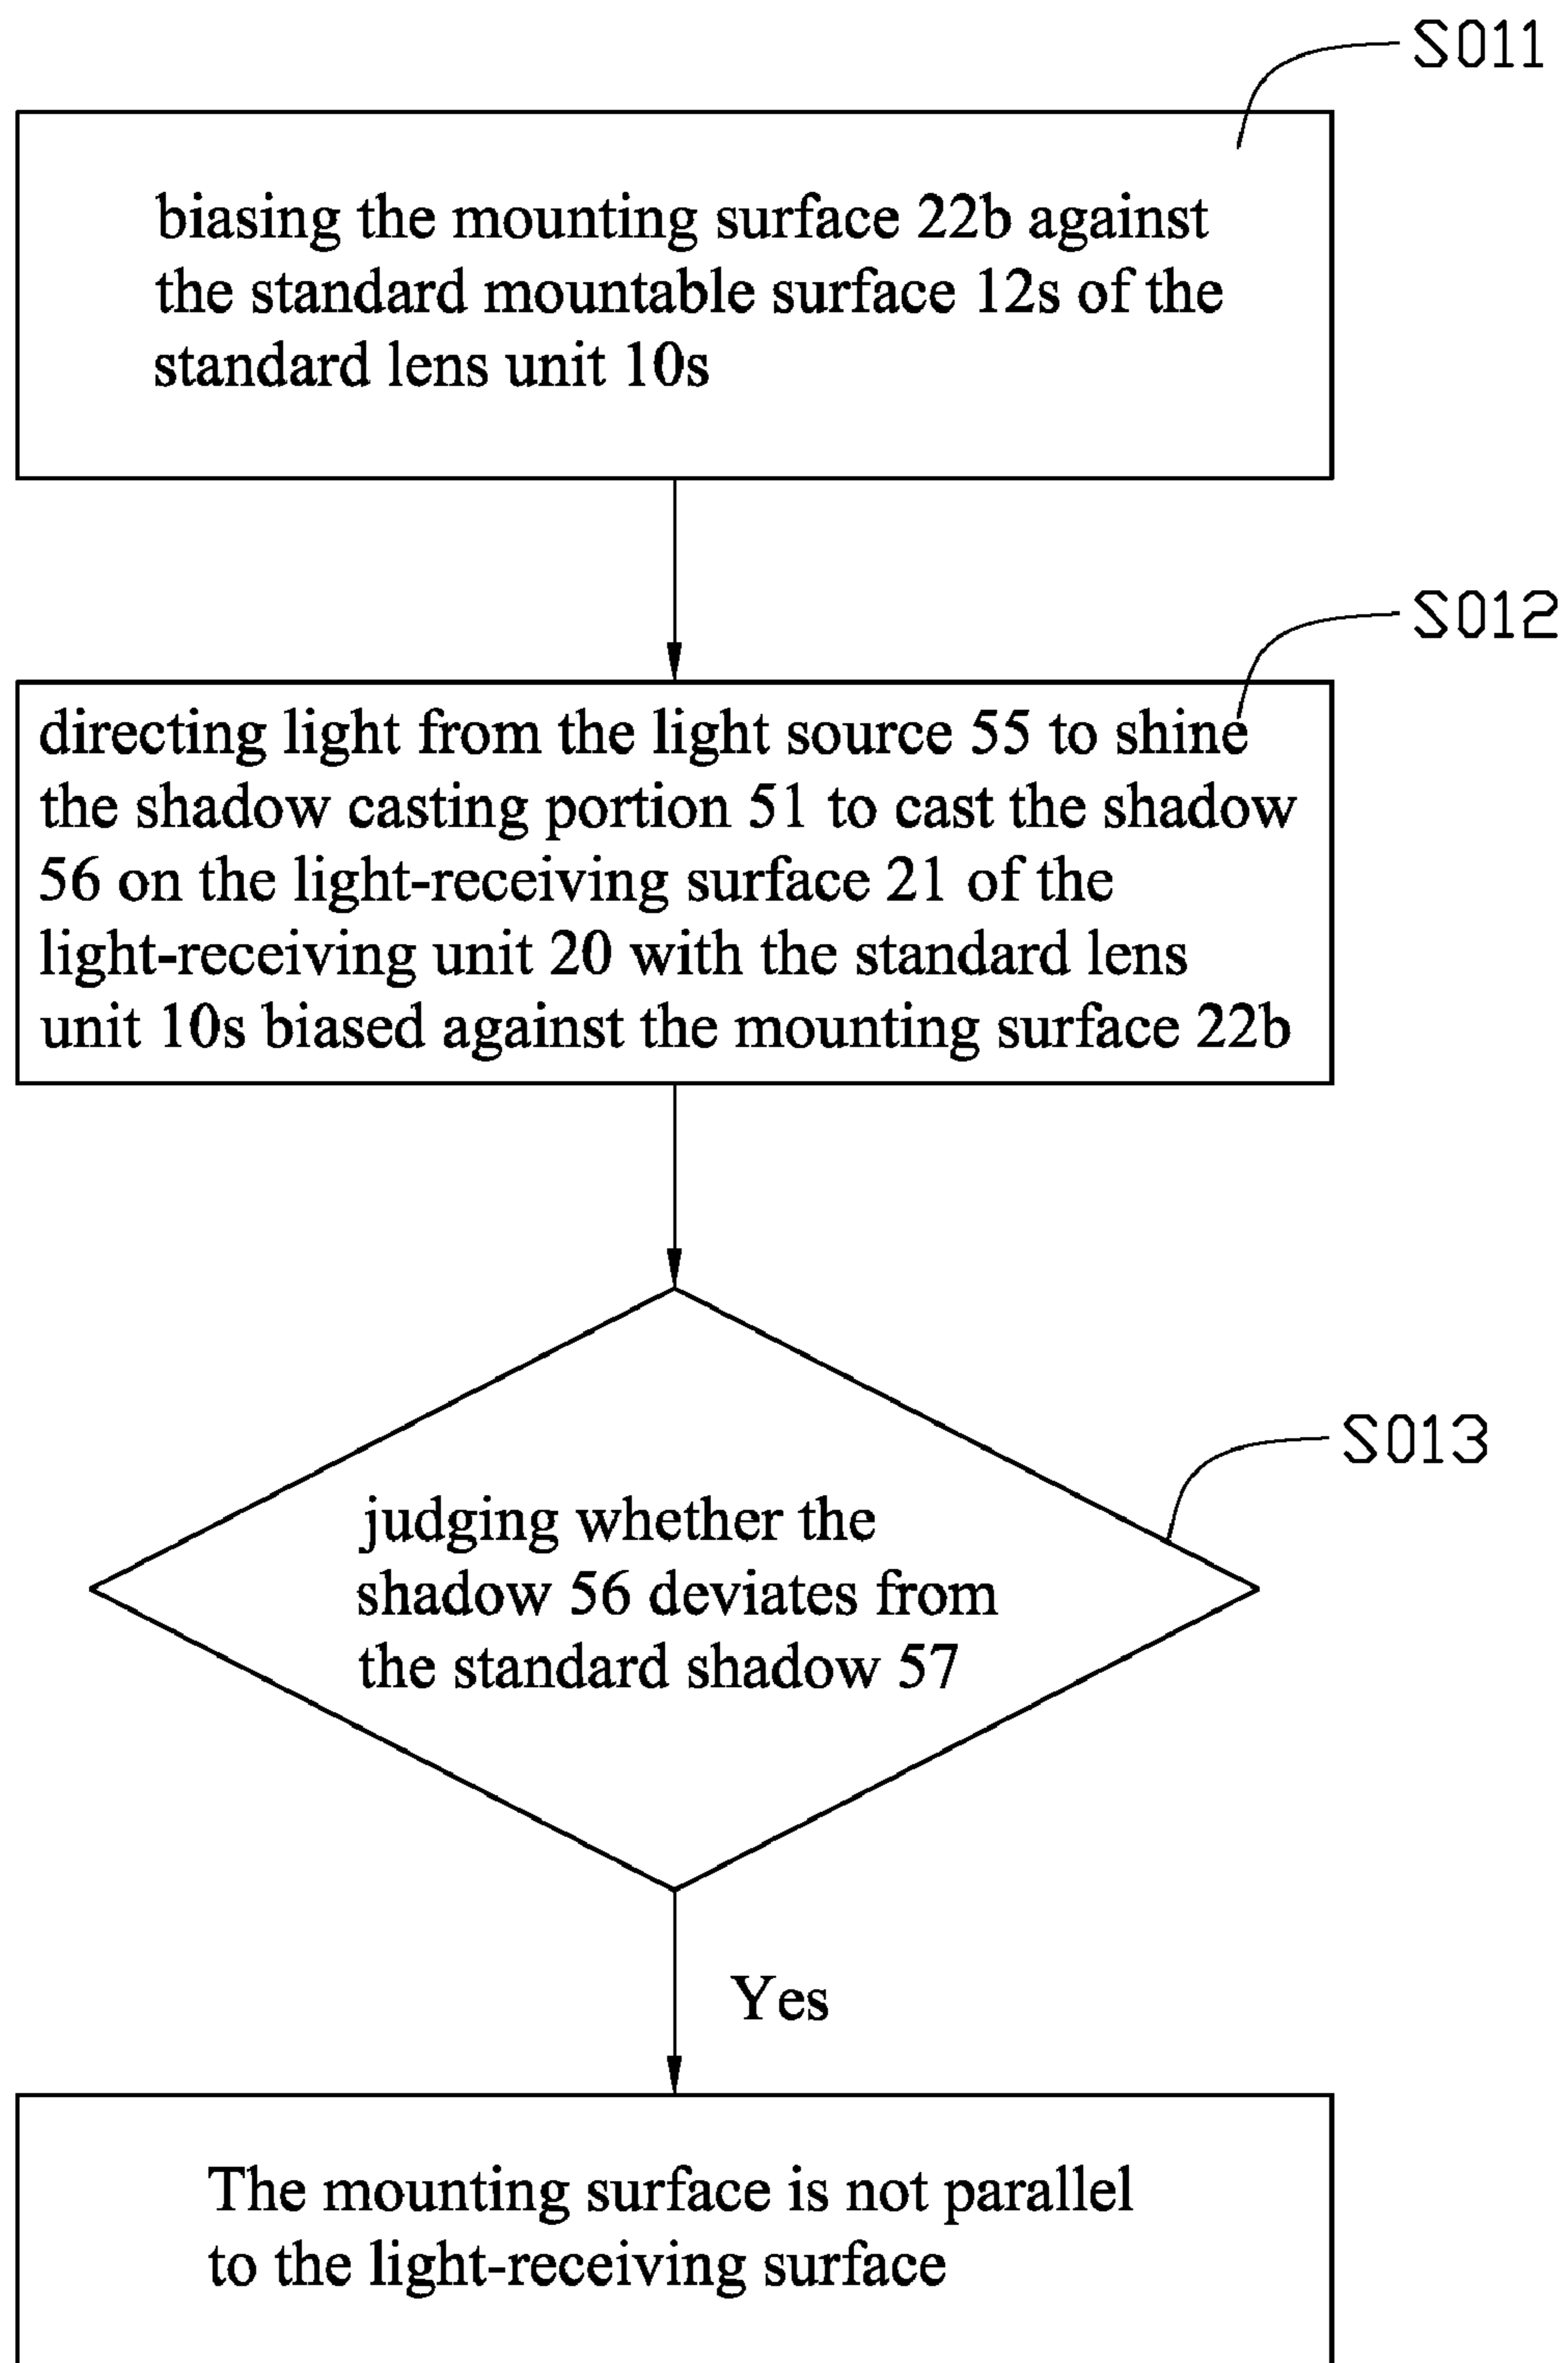 S011
biasing the mounting surface 22b against
the standard mountable surface 12s of the
standard lens unit 10s
S012
directing light from the light source 55 to shine
the shadow casting portion 51 to cast the shadow
56 on the light-receiving surface 21 of the
light-receiving unit 20 with the standard lens
unit 10s biased against the mounting surface 22b
S013
judging whether the
shadow 56 deviates from
the standard shadow 57
Yes
The mounting surface is not parallel
to the light-receiving surface